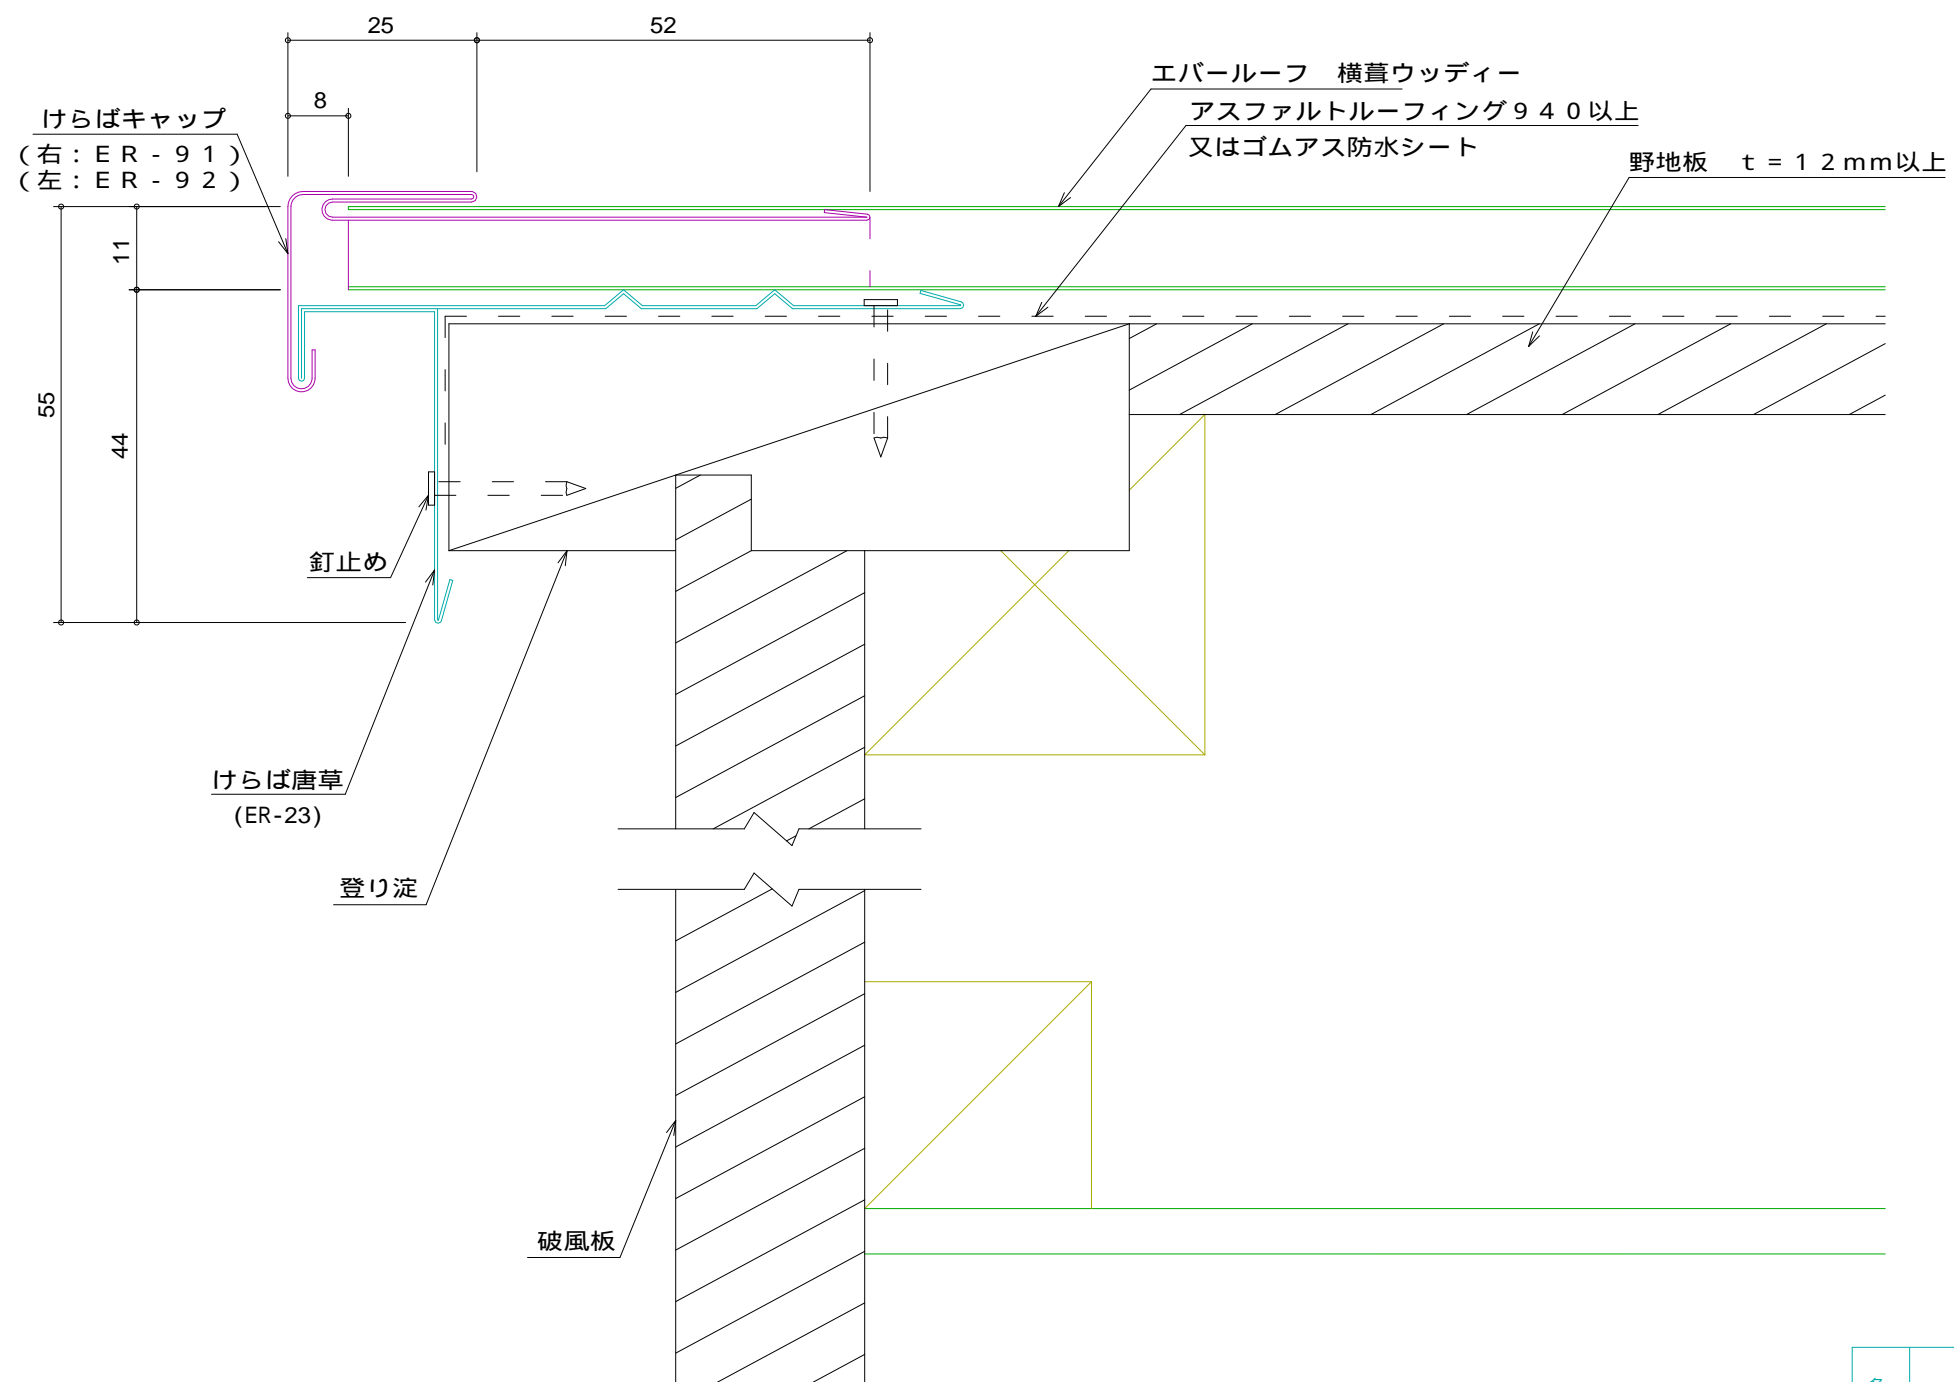 25
52
エバールーフ　横葺ウッディー
8
けらばキャップ
アスファルトルーフィング９４０以上
(右：ＥＲ-９１)
又はゴムアス防水シート
野地板　ｔ=１２mm以上
(左：ＥＲ-９２)
11
55
44
釘止め
けらば唐草
(ER-23)
登り淀
破風板